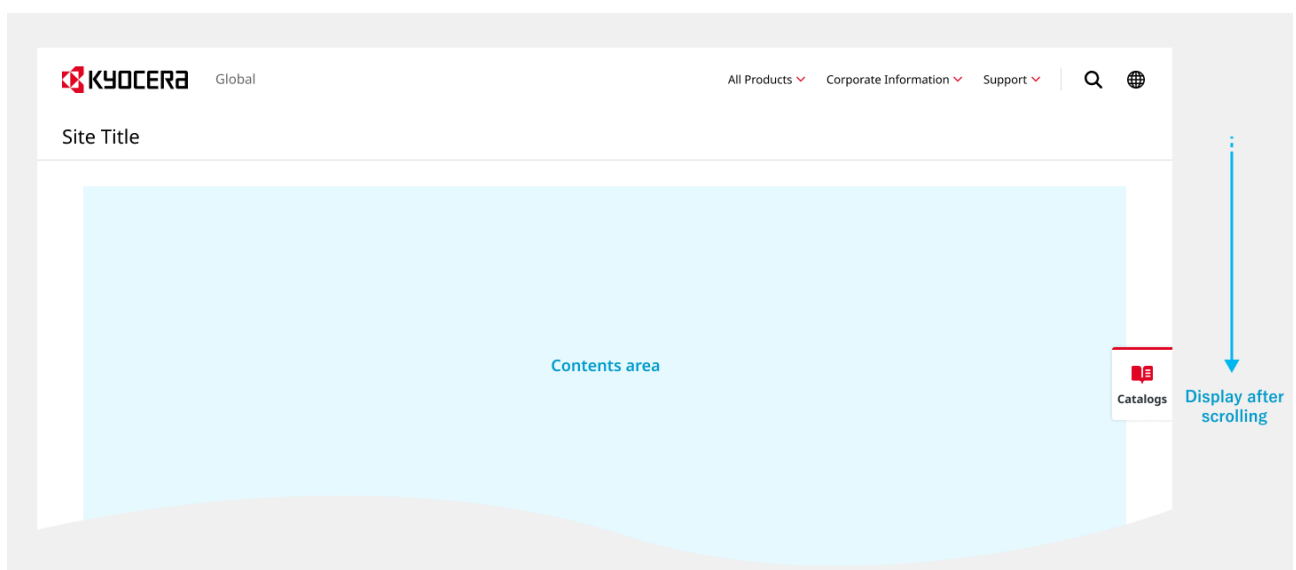 KYOCERA Global All Products Corporate Information Support
Site Title
Contents area
Catalogs
Display after
scrolling